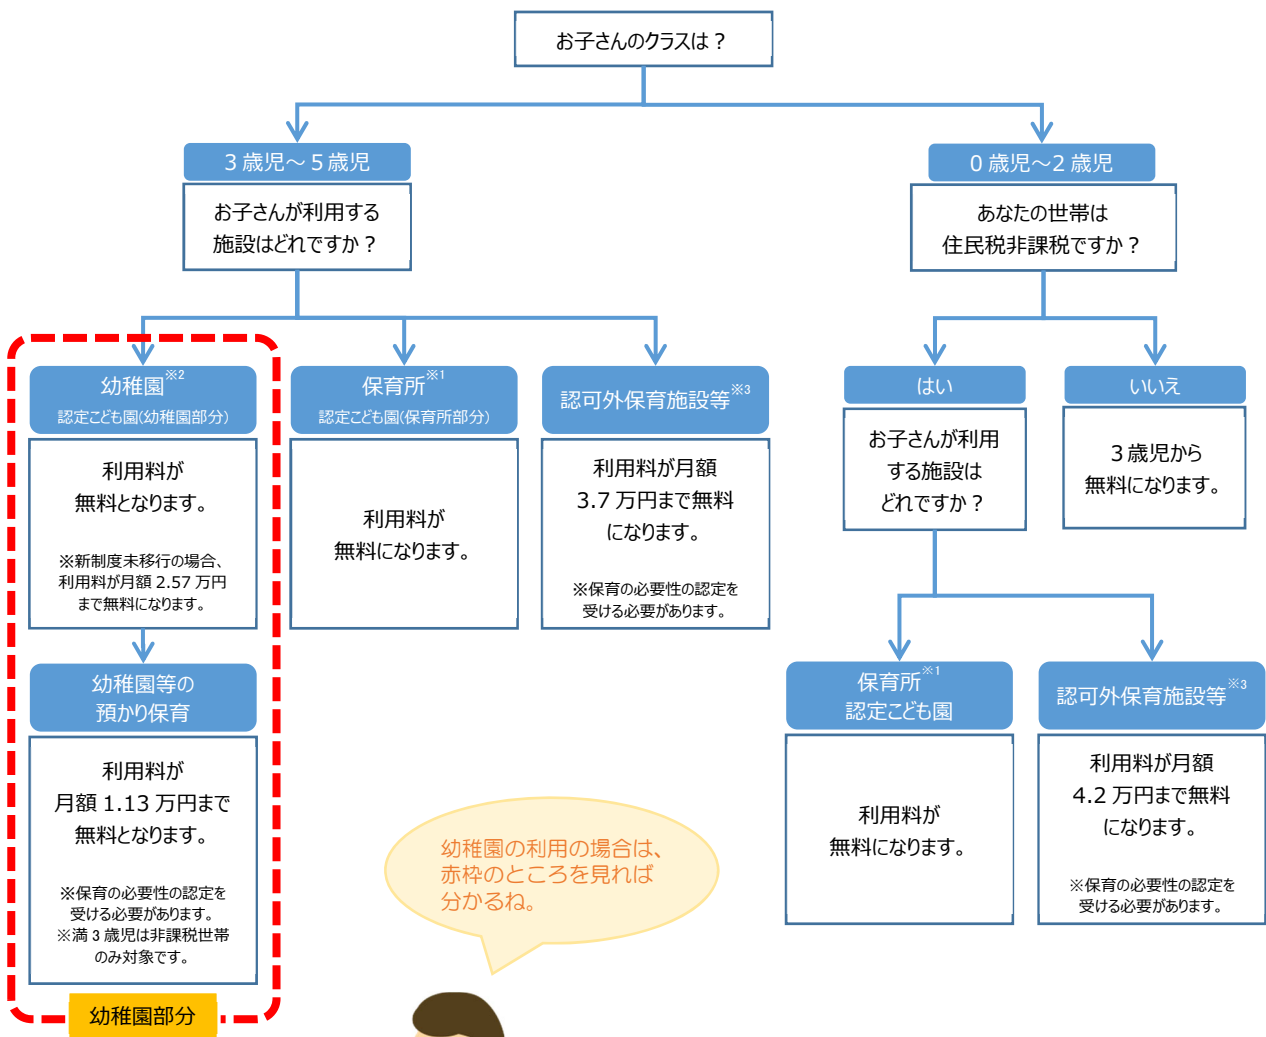 お子さんのクラスは？
３歳児～５歳児
お子さんが利用する
施設はどれですか？
０歳児～２歳児
あなたの世帯は
住民税非課税ですか？
幼稚園※2
認定こども園(幼稚園部分)
利用料が
無料となります。
※新制度未移行の場合、
利用料が月額 2.57 万円
まで無料になります。
幼稚園等の
預かり保育
利用料が
月額 1.13 万円まで
無料となります。
※保育の必要性の認定を
受ける必要があります。
※満３歳児は非課税世帯
のみ対象です。
幼稚園部分
保育所※1
認定こども園(保育所部分)
利用料が
無料になります。
認可外保育施設等※3
利用料が月額
3.7 万円まで無料
になります。
※保育の必要性の認定を
受ける必要があります。
はい
お子さんが利用
する施設は
どれですか？
いいえ
３歳児から
無料になります。
保育所※1
認定こども園
利用料が
無料になります。
認可外保育施設等※3
利用料が月額
4.2 万円まで無料
になります。
※保育の必要性の認定を
受ける必要があります。
幼稚園の利用の場合は、
赤枠のところを見れば
分かるね。